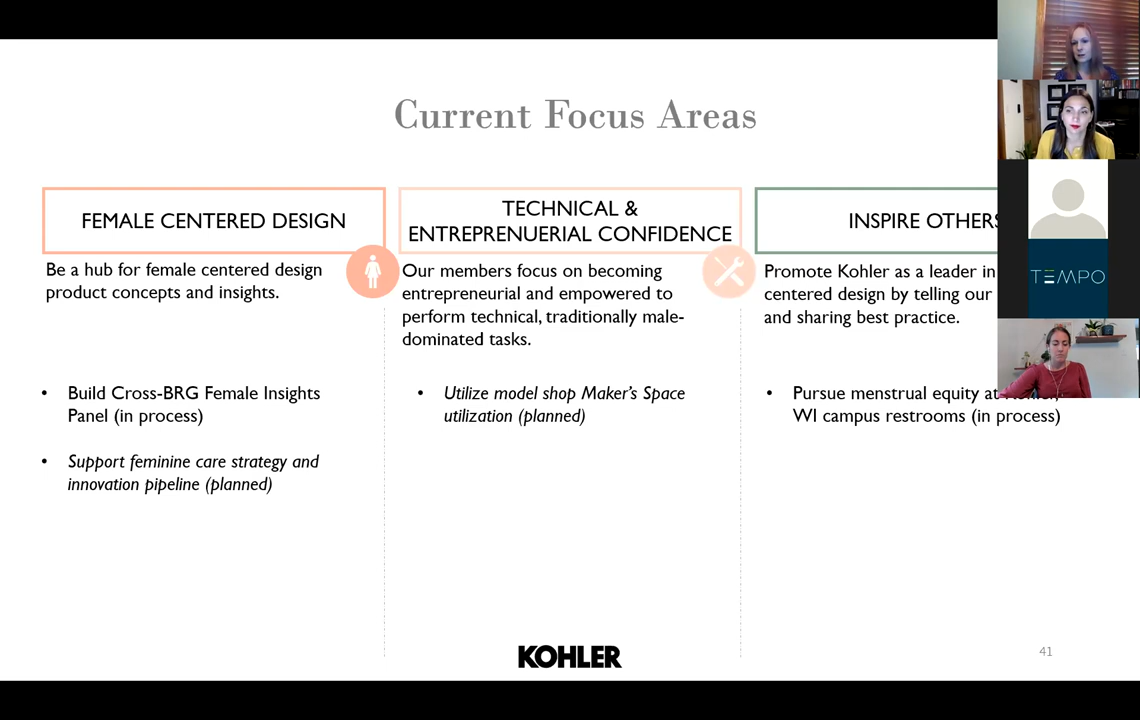 Current Focus Areas
FEMALE CENTERED DESIGN
Be a hub for female centered design
product concepts and insights.
• Build Cross-BRG Female Insights
Panel (in process)
• Support feminine care strategy and
innovation pipeline (planned)
TECHNICAL &
ENTREPRENUERIAL CONFIDENCE
Our members focus on becoming
entrepreneurial and empowered to
perform technical, traditionally male-
dominated tasks.
• Utilize model shop Maker's Space
utilization (planned)
INSPIRE OTHERS
Promote Kohler as a leader in
centered design by telling our
and sharing best practice.
• Pursue menstrual equity at
WI campus restrooms (in process)
TEMPO
KOHLER
41